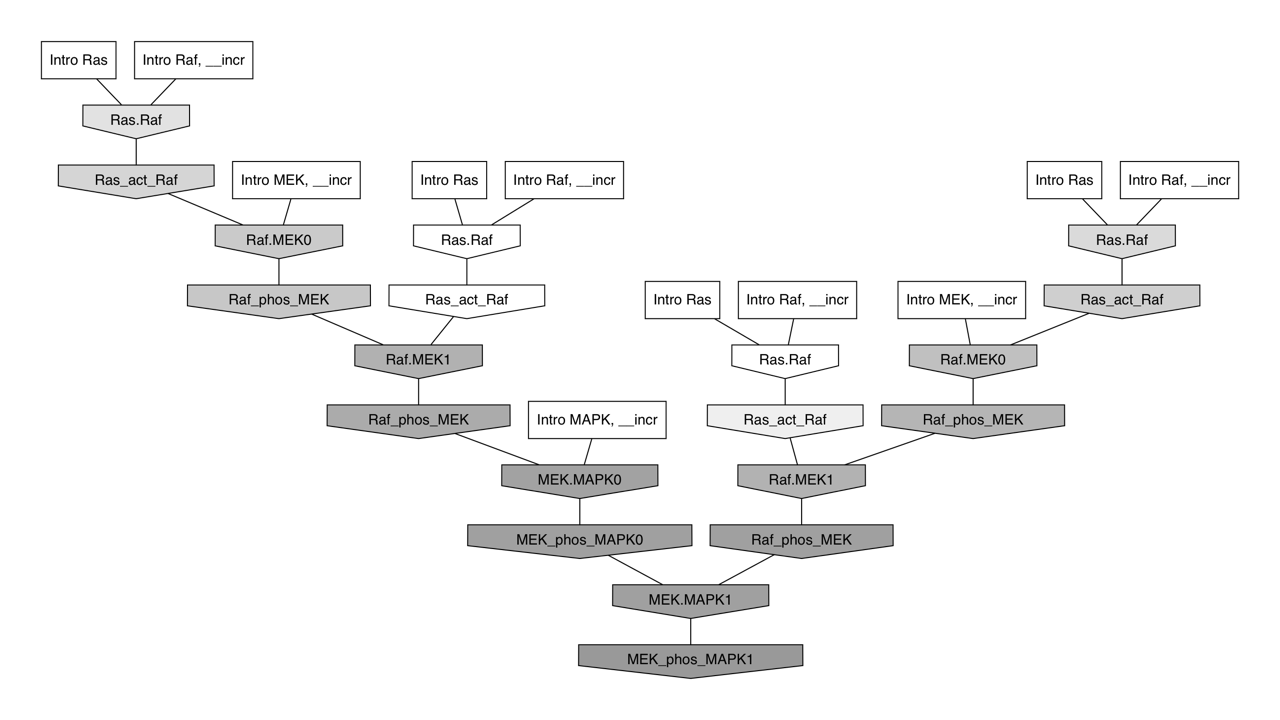 Intro Ras
Intro Raf, __incr
Ras.Raf
Ras_act_Raf
Intro MEK, __incr
Intro Ras
Intro Raf, __incr
Intro Ras
Intro Raf, __incr
Raf.MEK0
Ras.Raf
Ras.Raf
Raf_phos_MEK
Ras_act_Raf
Intro Ras
Intro Raf, __incr
Intro MEK, __incr
Ras_act_Raf
Raf.MEK1
Ras.Raf
Raf.MEK0
Raf_phos_MEK
Intro MAPK, __incr
Ras_act_Raf
Raf_phos_MEK
MEK.MAPK0
Raf.MEK1
MEK_phos_MAPK0
Raf_phos_MEK
MEK.MAPK1
MEK_phos_MAPK1